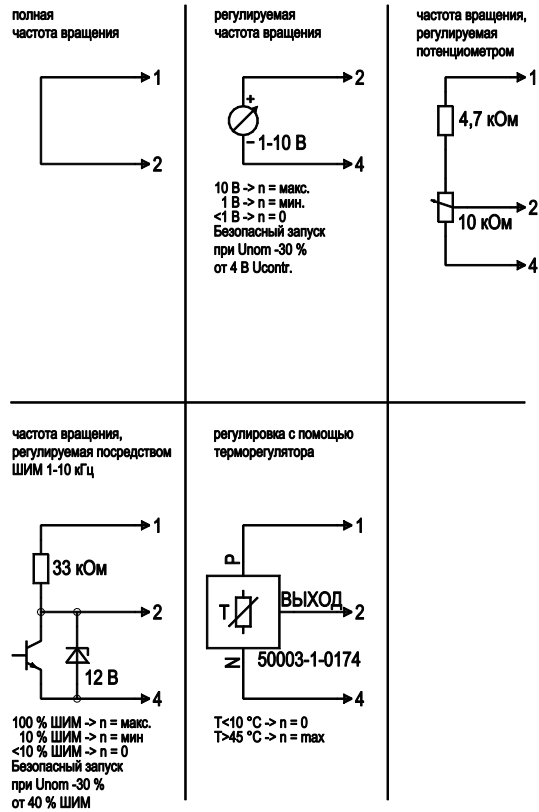 полная
частота вращения
1
2
регулируемая
частота вращения
2
+
– 1-10 В
4
10 В -> n = макс.
1 В -> n = мин.
<1 В -> n = 0
Безопасный запуск
при Unom -30 %
от 4 В Ucontr.
частота вращения,
регулируемая
потенциометром
1
4,7 кОм
2
10 кОм
4
частота вращения,
регулируемая посредством
ШИМ 1-10 кГц
1
33 кОм
2
12 В
4
100 % ШИМ -> n = макс.
10 % ШИМ -> n = мин
<10 % ШИМ -> n = 0
Безопасный запуск
при Unom -30 %
от 40 % ШИМ
регулировка с помощью
терморегулятора
1
P
T
ВЫХОД
2
N
50003-1-0174
4
T<10 °C -> n = 0
T>45 °C -> n = max